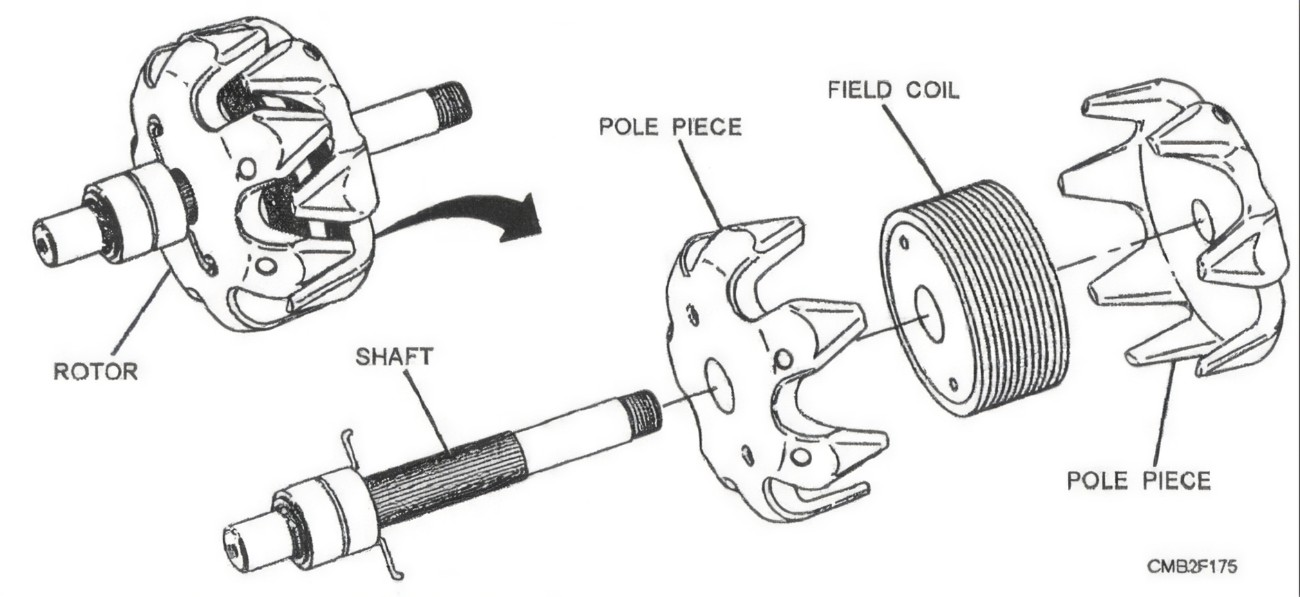 FIELD COIL
POLE PIECE
ROTOR
SHAFT
POLE PIECE
CMB2F175